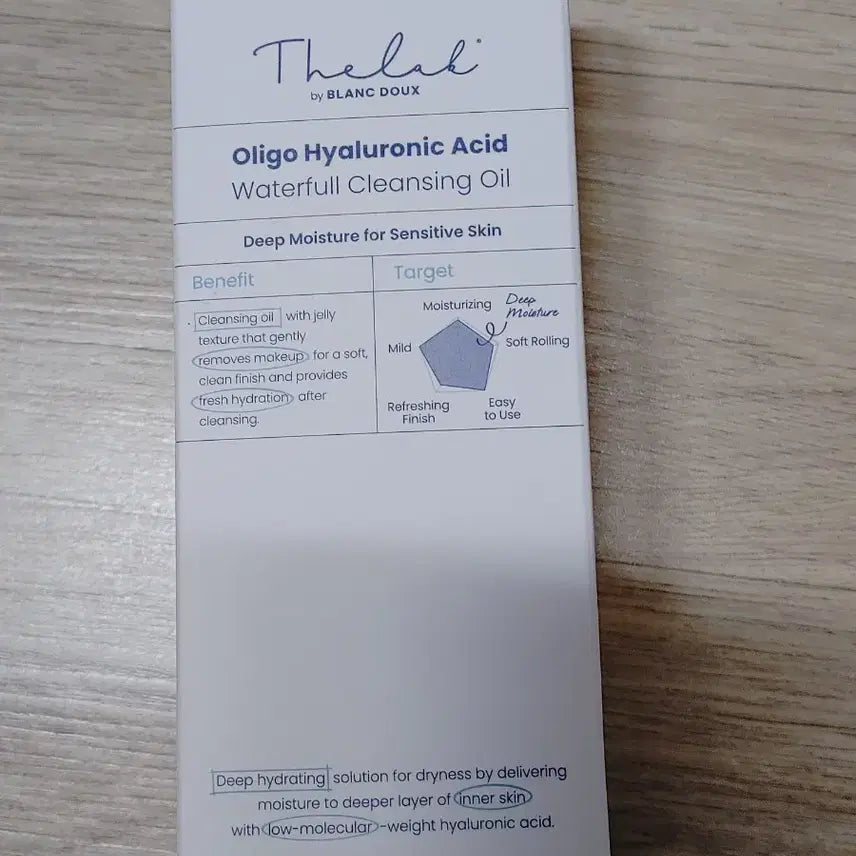 Thelab
by BLANC DOUX
Oligo Hyaluronic Acid
Waterfull Cleansing Oil
Deep Moisture for Sensitive Skin
Benefit
Target
· Cleansing oil with jelly
texture that gently
removes makeup for a soft,
clean finish and provides
fresh hydration after
cleansing.
Moisturizing
Deep
Moisture
Mild
Soft Rolling
Refreshing
Finish
Easy
to Use
Deep hydrating solution for dryness by delivering
moisture to deeper layer of inner skin
with low-molecular-weight hyaluronic acid.